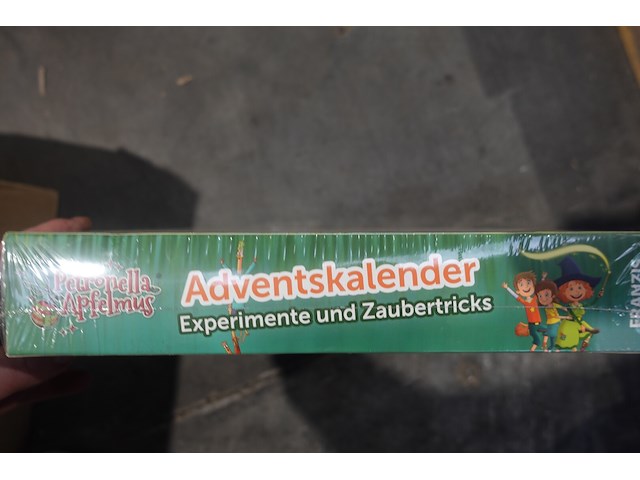 Petronella
Apfelmus
Adventskalender
Experimente und Zaubertricks
FRANZIS